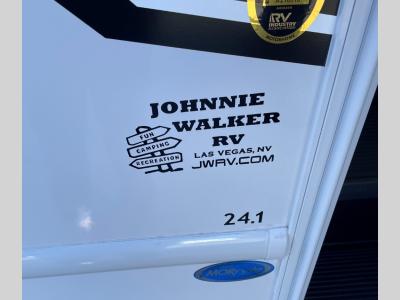 RV
INDUSTRY
JOHNNIE
WALKER
RV
FUN
CAMPING
RECREATION
LAS VEGAS, NV
JWRV.COM
24.1